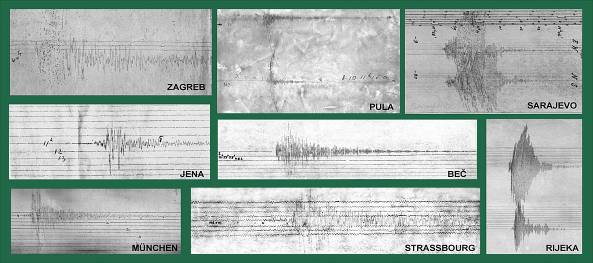 ZAGREB
PULA
SARAJEVO
JENA
BEČ
MÜNCHEN
STRASSBOURG
RIJEKA